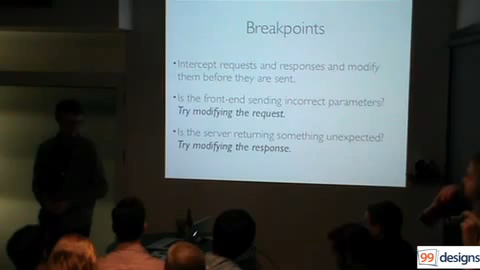 Breakpoints
•Intercept requests and responses and modify
them before they are sent.
•Is the front-end sending incorrect parameters?
Try modifying the request.
•Is the server returning something unexpected?
Try modifying the response.
99designs